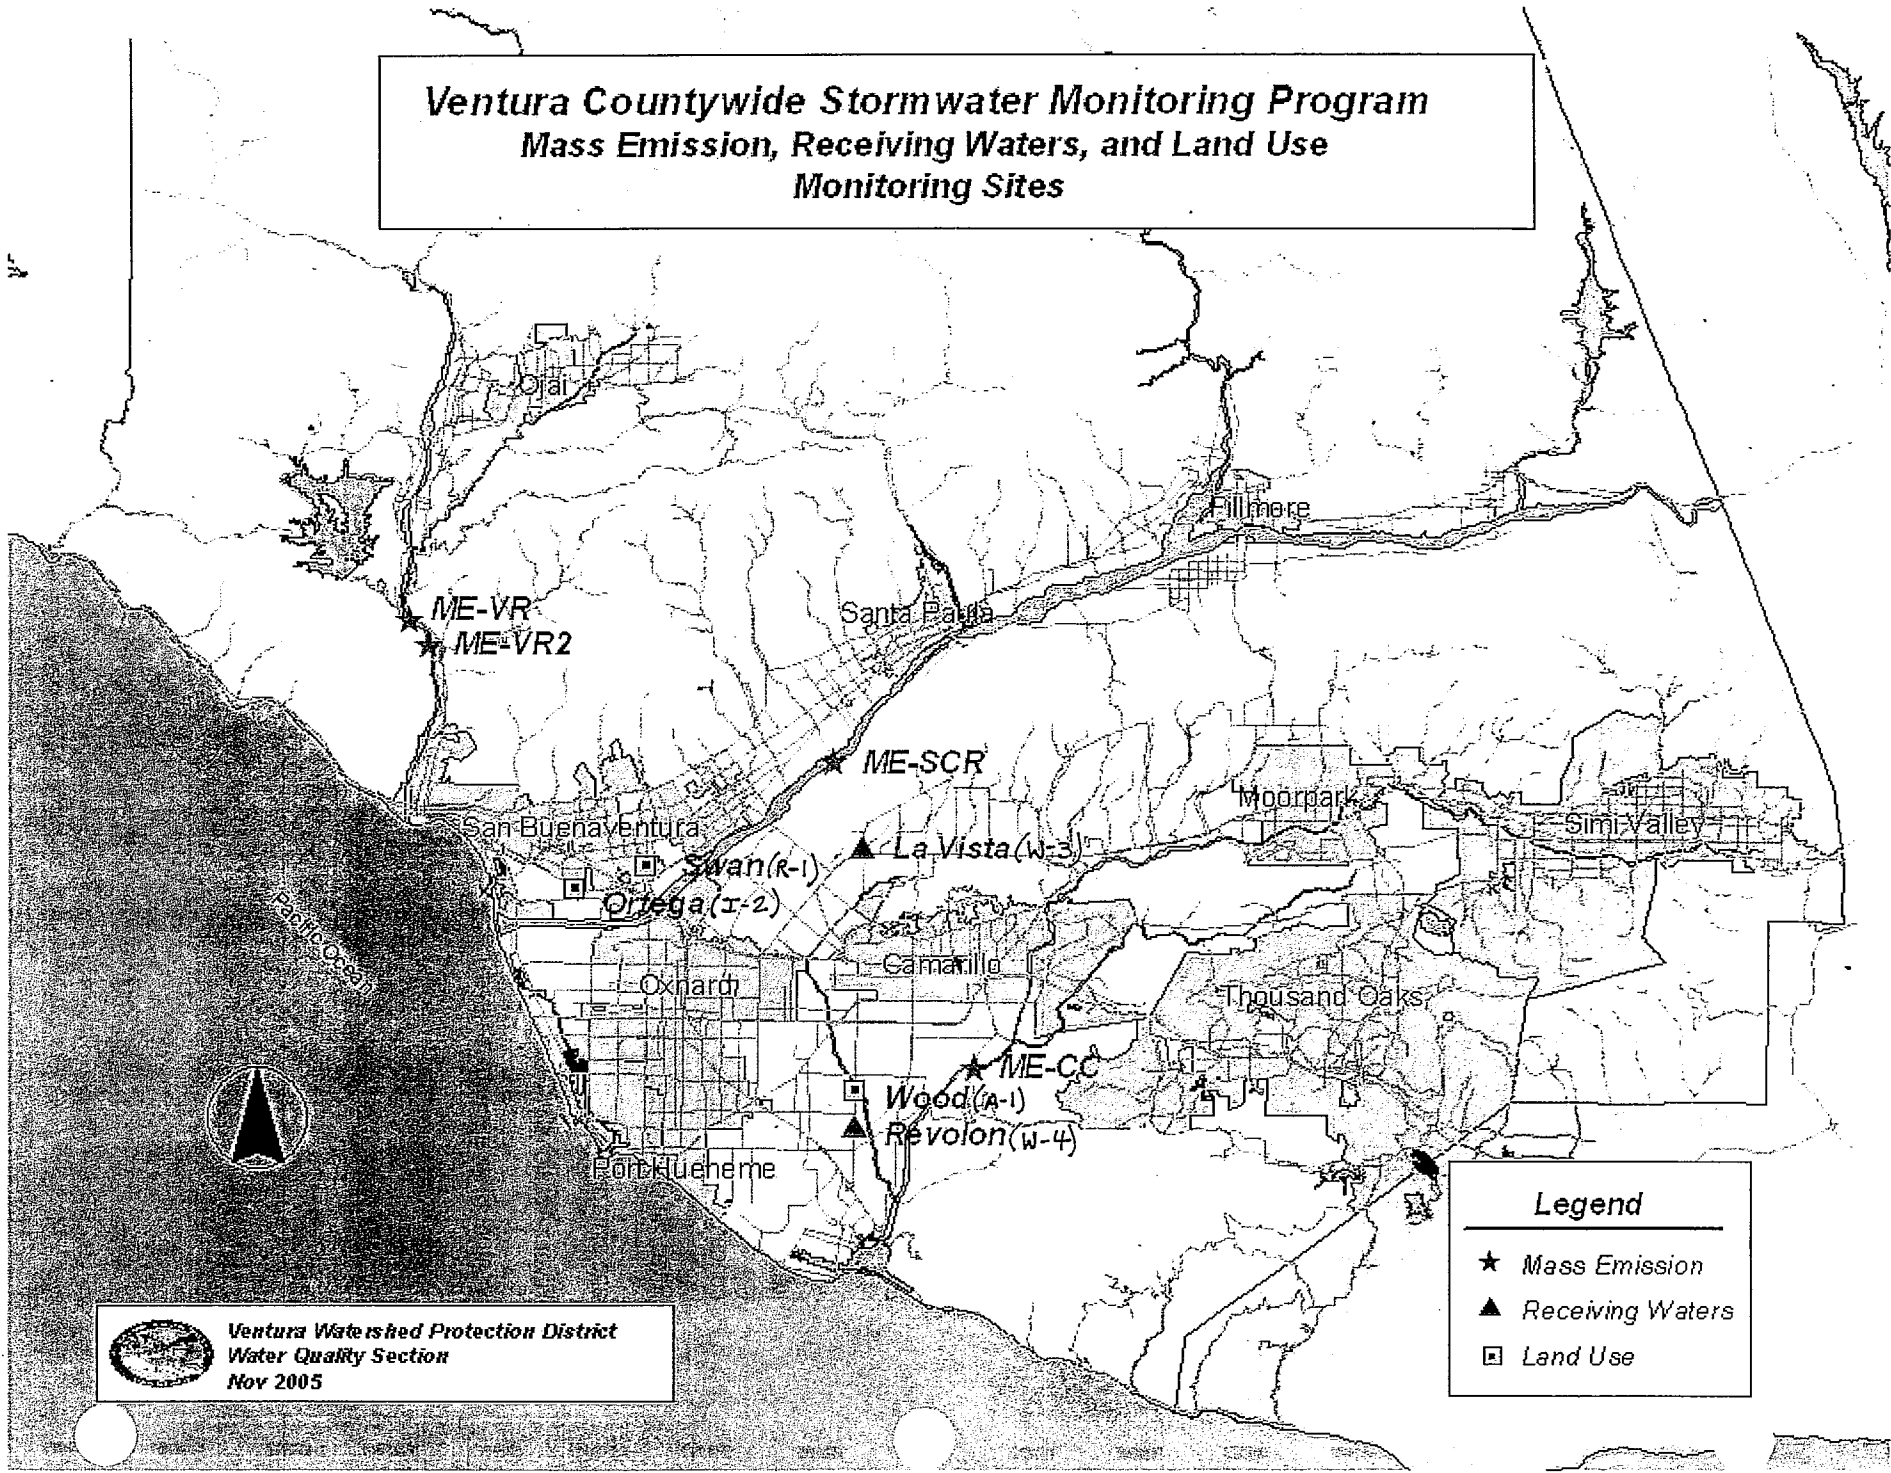 Ventura Countywide Stormwater Monitoring Program
Mass Emission, Receiving Waters, and Land Use
Monitoring Sites
Ojai
Fillmore
Santa Paula
ME-VR
ME-VR2
ME-SCR
Moorpark
Simi Valley
San Buenaventura
La Vista (W-3)
Swan (R-1)
Ortega (I-2)
Pacific Ocean
Camarillo
Oxnard
Thousand Oaks
ME-CC
Wood (A-1)
Revolon (W-4)
Port Hueneme
Legend
Mass Emission
Receiving Waters
Land Use
Ventura Watershed Protection District
Water Quality Section
Nov 2005